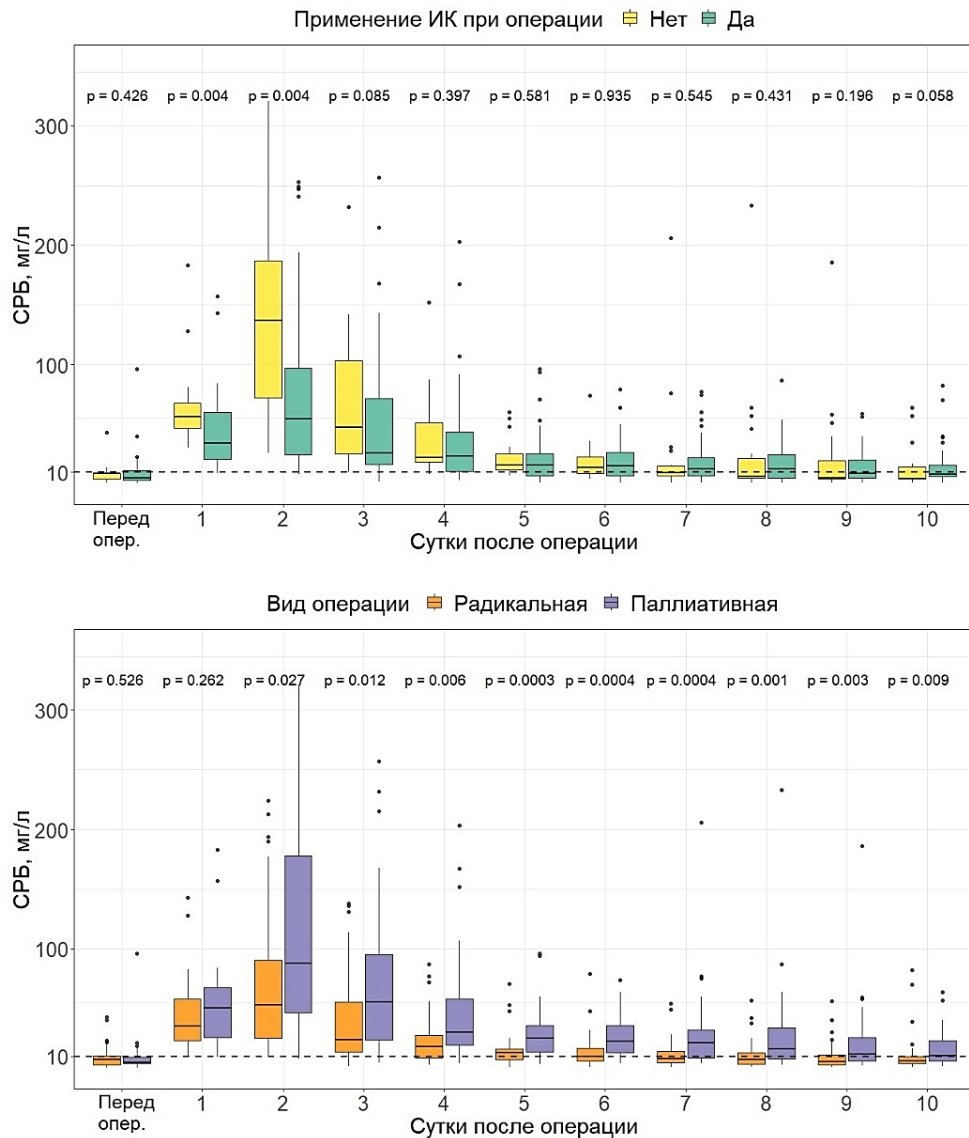 Применение ИК при операции Нет Да
p = 0.426 p = 0.004 p = 0.004 p = 0.085 p = 0.397 p = 0.581 p = 0.935 p = 0.545 p = 0.431 p = 0.196 p = 0.058
СРБ, мг/л
300
200
100
10
Перед опер. 1 2 3 4 5 6 7 8 9 10
Сутки после операции
Вид операции Радикальная Паллиативная
p = 0.526 p = 0.262 p = 0.027 p = 0.012 p = 0.006 p = 0.0003 p = 0.0004 p = 0.0004 p = 0.001 p = 0.003 p = 0.009
СРБ, мг/л
300
200
100
10
Перед опер. 1 2 3 4 5 6 7 8 9 10
Сутки после операции